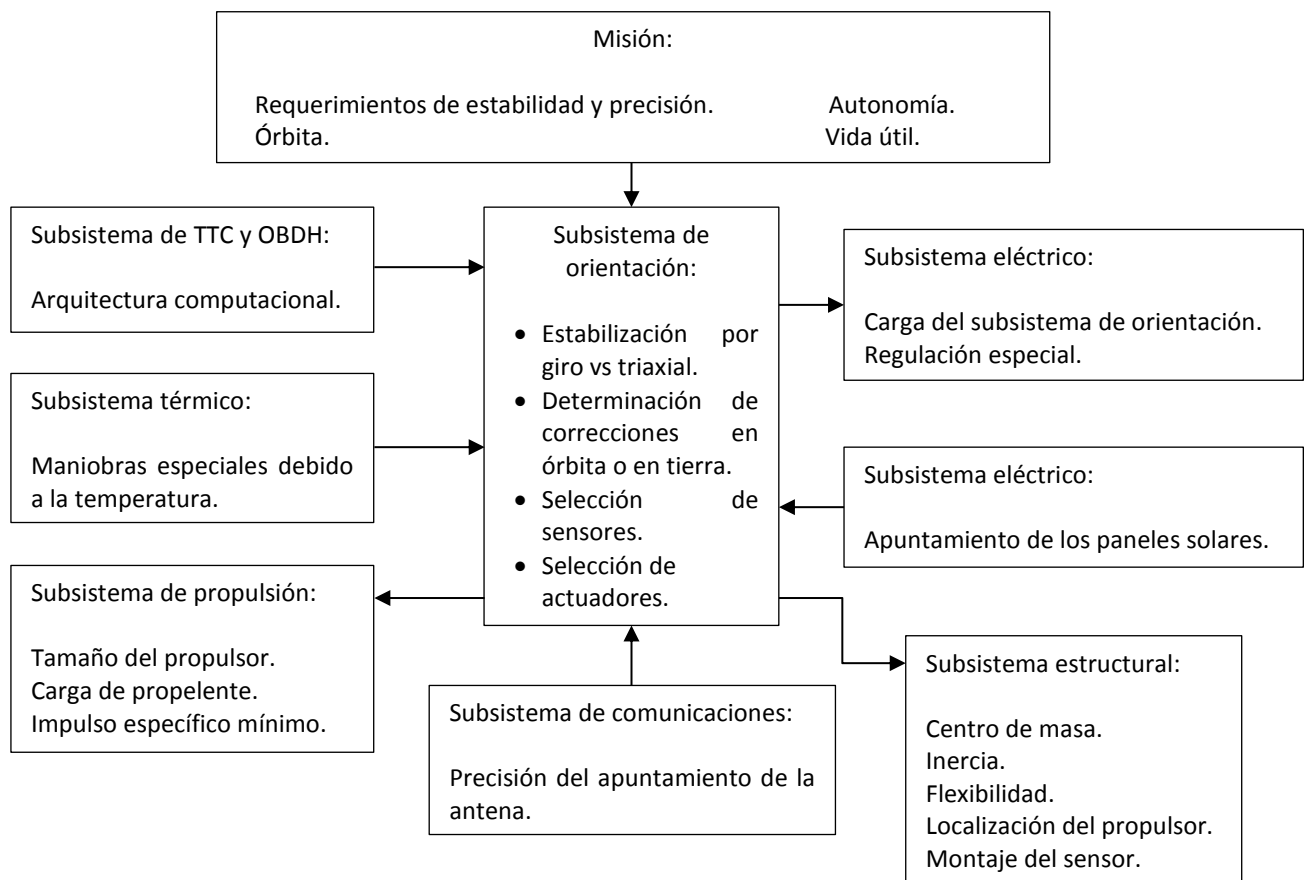 Misión:
Requerimientos de estabilidad y precisión. Autonomía.
Órbita. Vida útil.
Subsistema de TTC y OBDH:
Arquitectura computacional.
Subsistema térmico:
Maniobras especiales debido
a la temperatura.
Subsistema de propulsión:
Tamaño del propulsor.
Carga de propelente.
Impulso específico mínimo.
Subsistema de
orientación:
• Estabilización por
giro vs triaxial.
• Determinación de
correcciones en
órbita o en tierra.
• Selección de
sensores.
• Selección de
actuadores.
Subsistema de comunicaciones:
Precisión del apuntamiento de la
antena.
Subsistema eléctrico:
Carga del subsistema de orientación.
Regulación especial.
Subsistema eléctrico:
Apuntamiento de los paneles solares.
Subsistema estructural:
Centro de masa.
Inercia.
Flexibilidad.
Localización del propulsor.
Montaje del sensor.